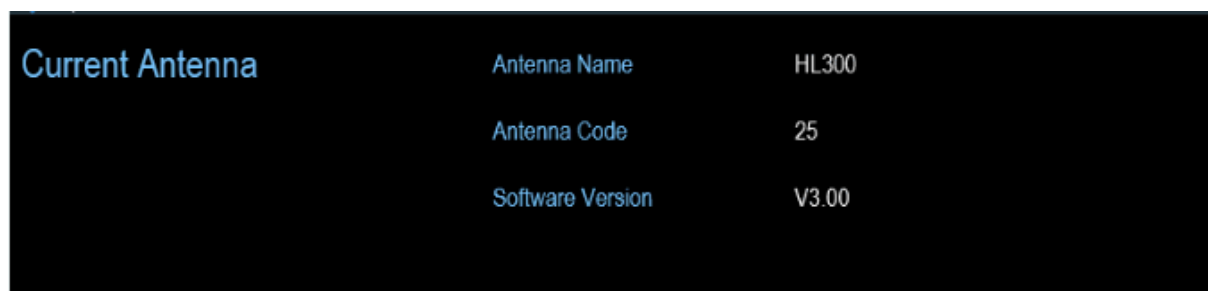 Current Antenna Antenna Name HL300
Antenna Code 25
Software Version V3.00